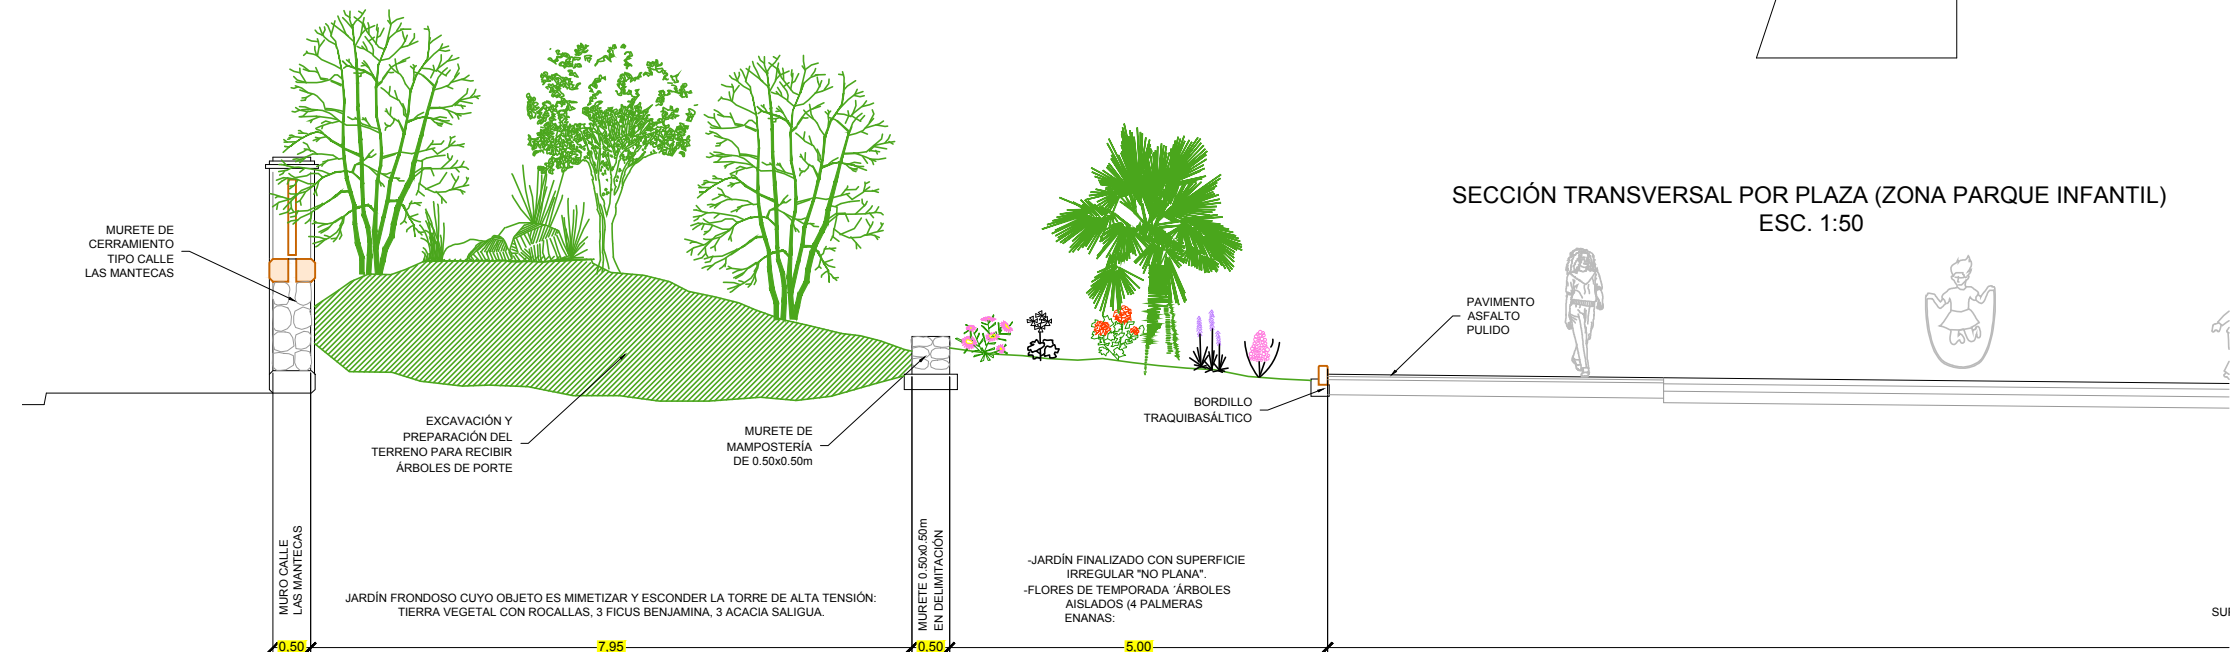 SECCIÓN TRANSVERSAL POR PLAZA (ZONA PARQUE INFANTIL)
ESC. 1:50
MURETE DE
CERRAMIENTO
TIPO CALLE
LAS MANTECAS
PAVIMENTO
ASFALTO
PULIDO
BORDILLO
TRAQUIBASÁLTICO
EXCAVACIÓN Y
PREPARACIÓN DEL
TERRENO PARA RECIBIR
ÁRBOLES DE PORTE
MURETE DE
MAMPOSTERÍA
DE 0.50x0.50m
MURO CALLE
LAS MANTECAS
JARDÍN FRONDOSO CUYO OBJETO ES MIMETIZAR Y ESCONDER LA TORRE DE ALTA TENSIÓN:
TIERRA VEGETAL CON ROCALLAS, 3 FICUS BENJAMINA, 3 ACACIA SALIGUA.
MURETE 0.50x0.50m
EN DELIMITACIÓN
-JARDÍN FINALIZADO CON SUPERFICIE
IRREGULAR "NO PLANA".
-FLORES DE TEMPORADA ´ÁRBOLES
AISLADOS (4 PALMERAS
ENANAS:
0,50
7,95
0,50
5,00